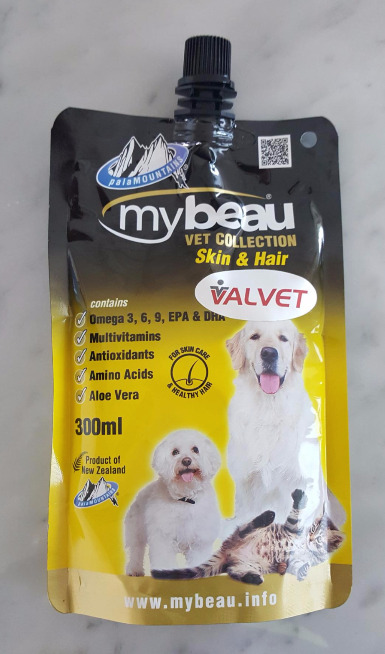 palaMOUNTAINS
mybeau®
VET COLLECTION
Skin & Hair
VALVET
contains
Omega 3, 6, 9, EPA & DHA
Multivitamins
Antioxidants
Amino Acids
Aloe Vera
FOR SKIN CARE
& HEALTHY HAIR
300ml
Product of
New Zealand
palaMOUNTAINS
www.mybeau.info